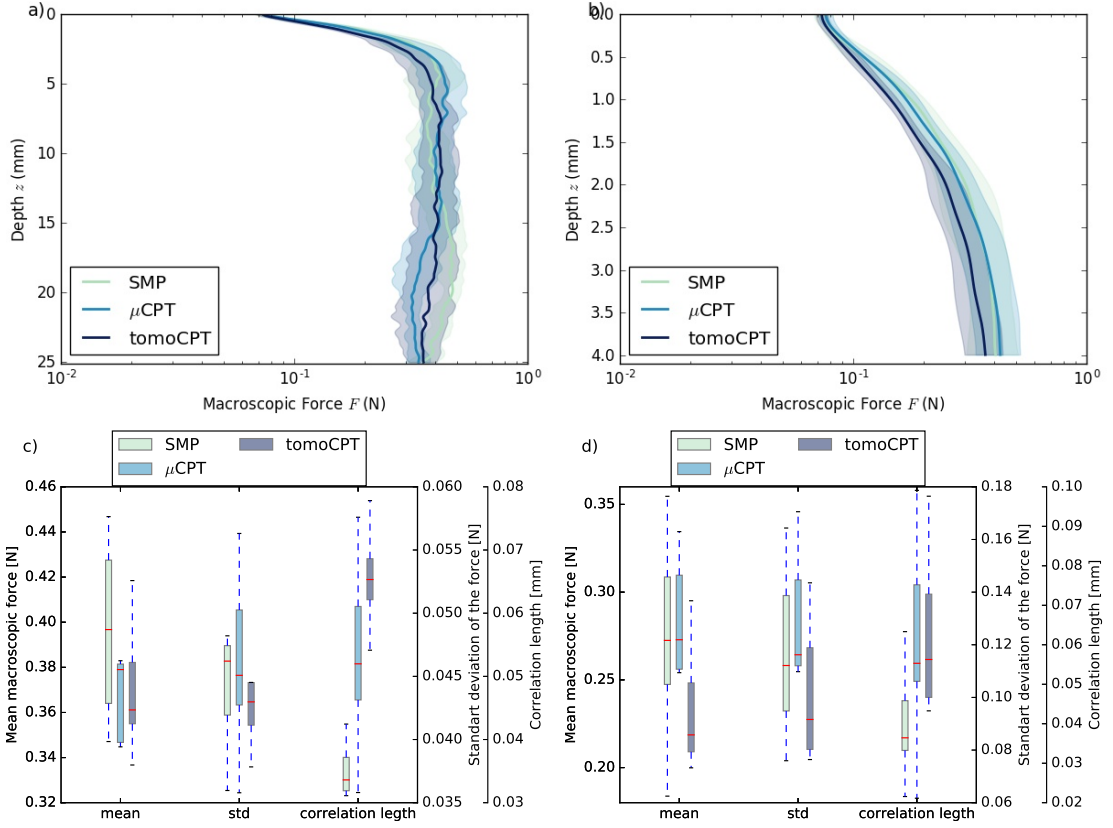 a)
0
5
10
15
20
25
Depth z (mm)
SMP
μCPT
tomoCPT
10⁻² 10⁻¹ 10⁰
Macroscopic Force F (N)
b)
0.0
0.5
1.0
1.5
2.0
2.5
3.0
3.5
4.0
Depth z (mm)
SMP
μCPT
tomoCPT
10⁻² 10⁻¹ 10⁰
Macroscopic Force F (N)
c)
SMP tomoCPT
μCPT
0.46
0.44
0.42
0.40
0.38
0.36
0.34
0.32
Mean macroscopic force [N]
mean std correlation legth
0.060
0.055
0.050
0.045
0.040
0.035
Standart deviation of the force [N]
0.08
0.07
0.06
0.05
0.04
0.03
Correlation length [mm]
d)
SMP tomoCPT
μCPT
0.35
0.30
0.25
0.20
Mean macroscopic force [N]
mean std correlation legth
0.18
0.16
0.14
0.12
0.10
0.08
0.06
Standart deviation of the force [N]
0.10
0.09
0.08
0.07
0.06
0.05
0.04
0.03
0.02
Correlation length [mm]